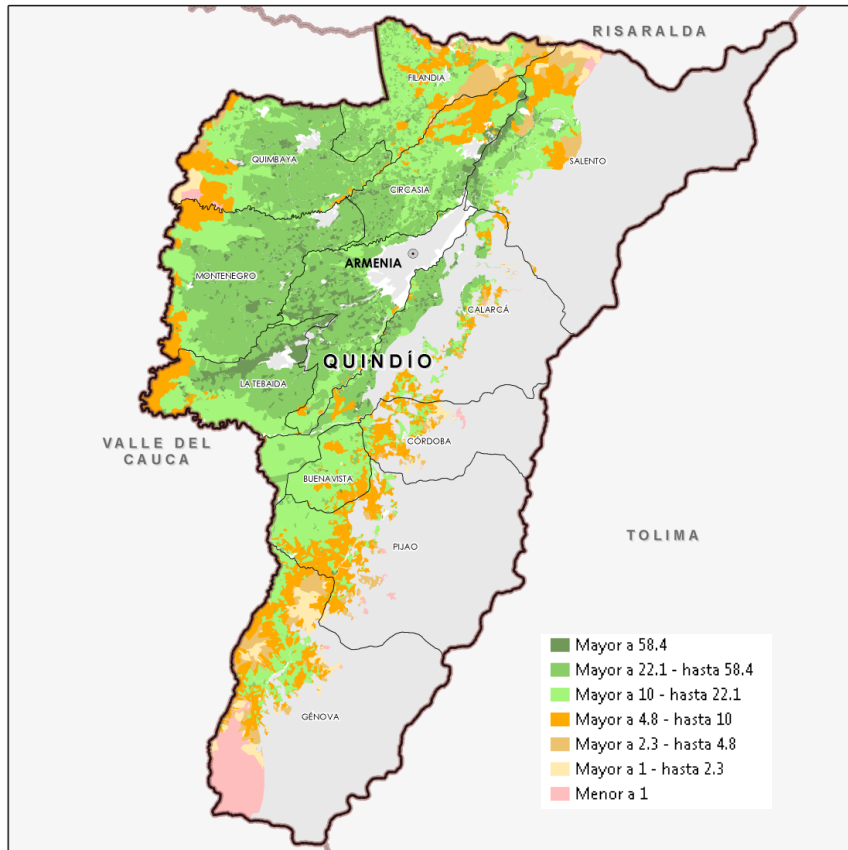 RISARALDA
FILANDIA
QUIMBAYA
SALENTO
CIRCASIA
ARMENIA
MONTENEGRO
CALARCÁ
QUINDÍO
LA TEBAIDA
VALLE DEL
CAUCA
CÓRDOBA
BUENAVISTA
TOLIMA
PIJAO
GÉNOVA
Mayor a 58.4
Mayor a 22.1 - hasta 58.4
Mayor a 10 - hasta 22.1
Mayor a 4.8 - hasta 10
Mayor a 2.3 - hasta 4.8
Mayor a 1 - hasta 2.3
Menor a 1